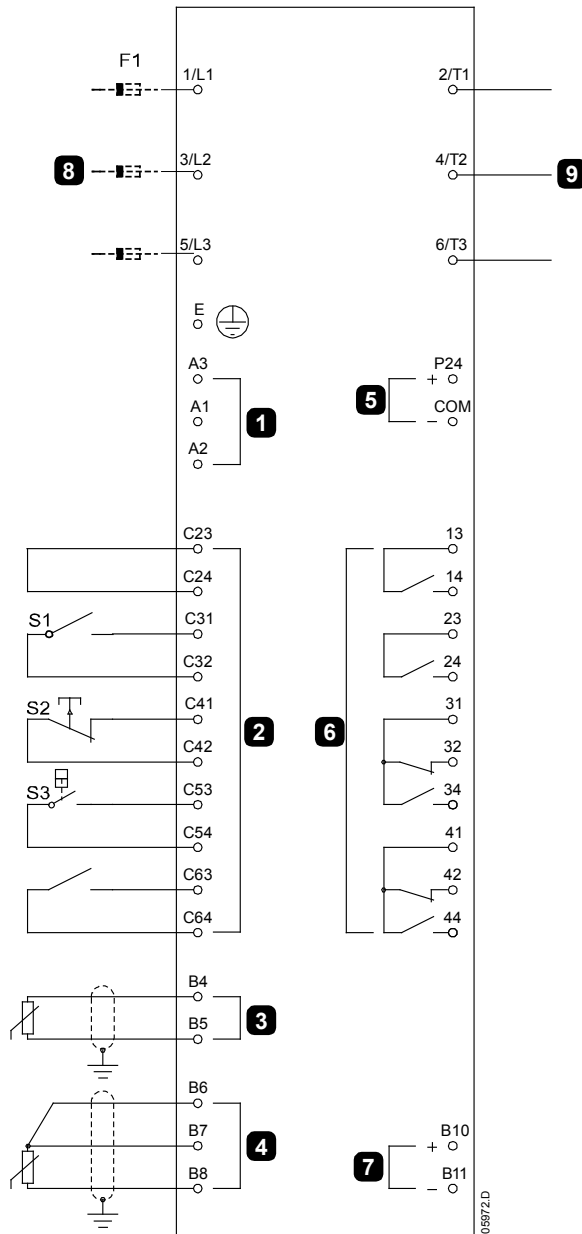 F1
1/L1
2/T1
8
3/L2
4/T2
9
5/L3
6/T3
E
A3
P24
+
A1
1
5
COM
-
A2
C23
13
C24
14
S1
C31
23
C32
24
S2
C41
31
C42
2
6
32
S3
C53
34
C54
41
C63
42
C64
44
B4
3
B5
B6
B7
4
B10
+
7
B8
B11
-
05972.D